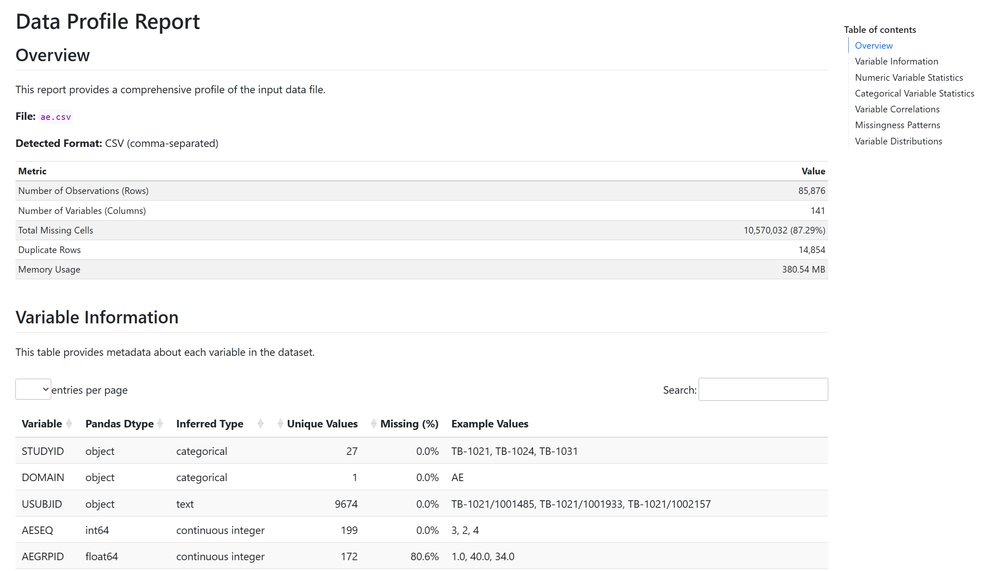 Data Profile Report
Overview
This report provides a comprehensive profile of the input data file.
File: ae.csv
Detected Format: CSV (comma-separated)
Metric Value
Number of Observations (Rows) 85,876
Number of Variables (Columns) 141
Total Missing Cells 10,570,032 (87.29%)
Duplicate Rows 14,854
Memory Usage 380.54 MB
Variable Information
This table provides metadata about each variable in the dataset.
entries per page Search:
Variable Pandas Dtype Inferred Type Unique Values Missing (%) Example Values
STUDYID object categorical 27 0.0% TB-1021, TB-1024, TB-1031
DOMAIN object categorical 1 0.0% AE
USUBJID object text 9674 0.0% TB-1021/1001485, TB-1021/1001933, TB-1021/1002157
AESEQ int64 continuous integer 199 0.0% 3, 2, 4
AEGRPID float64 continuous integer 172 80.6% 1.0, 40.0, 34.0
Table of contents
Overview
Variable Information
Numeric Variable Statistics
Categorical Variable Statistics
Variable Correlations
Missingness Patterns
Variable Distributions